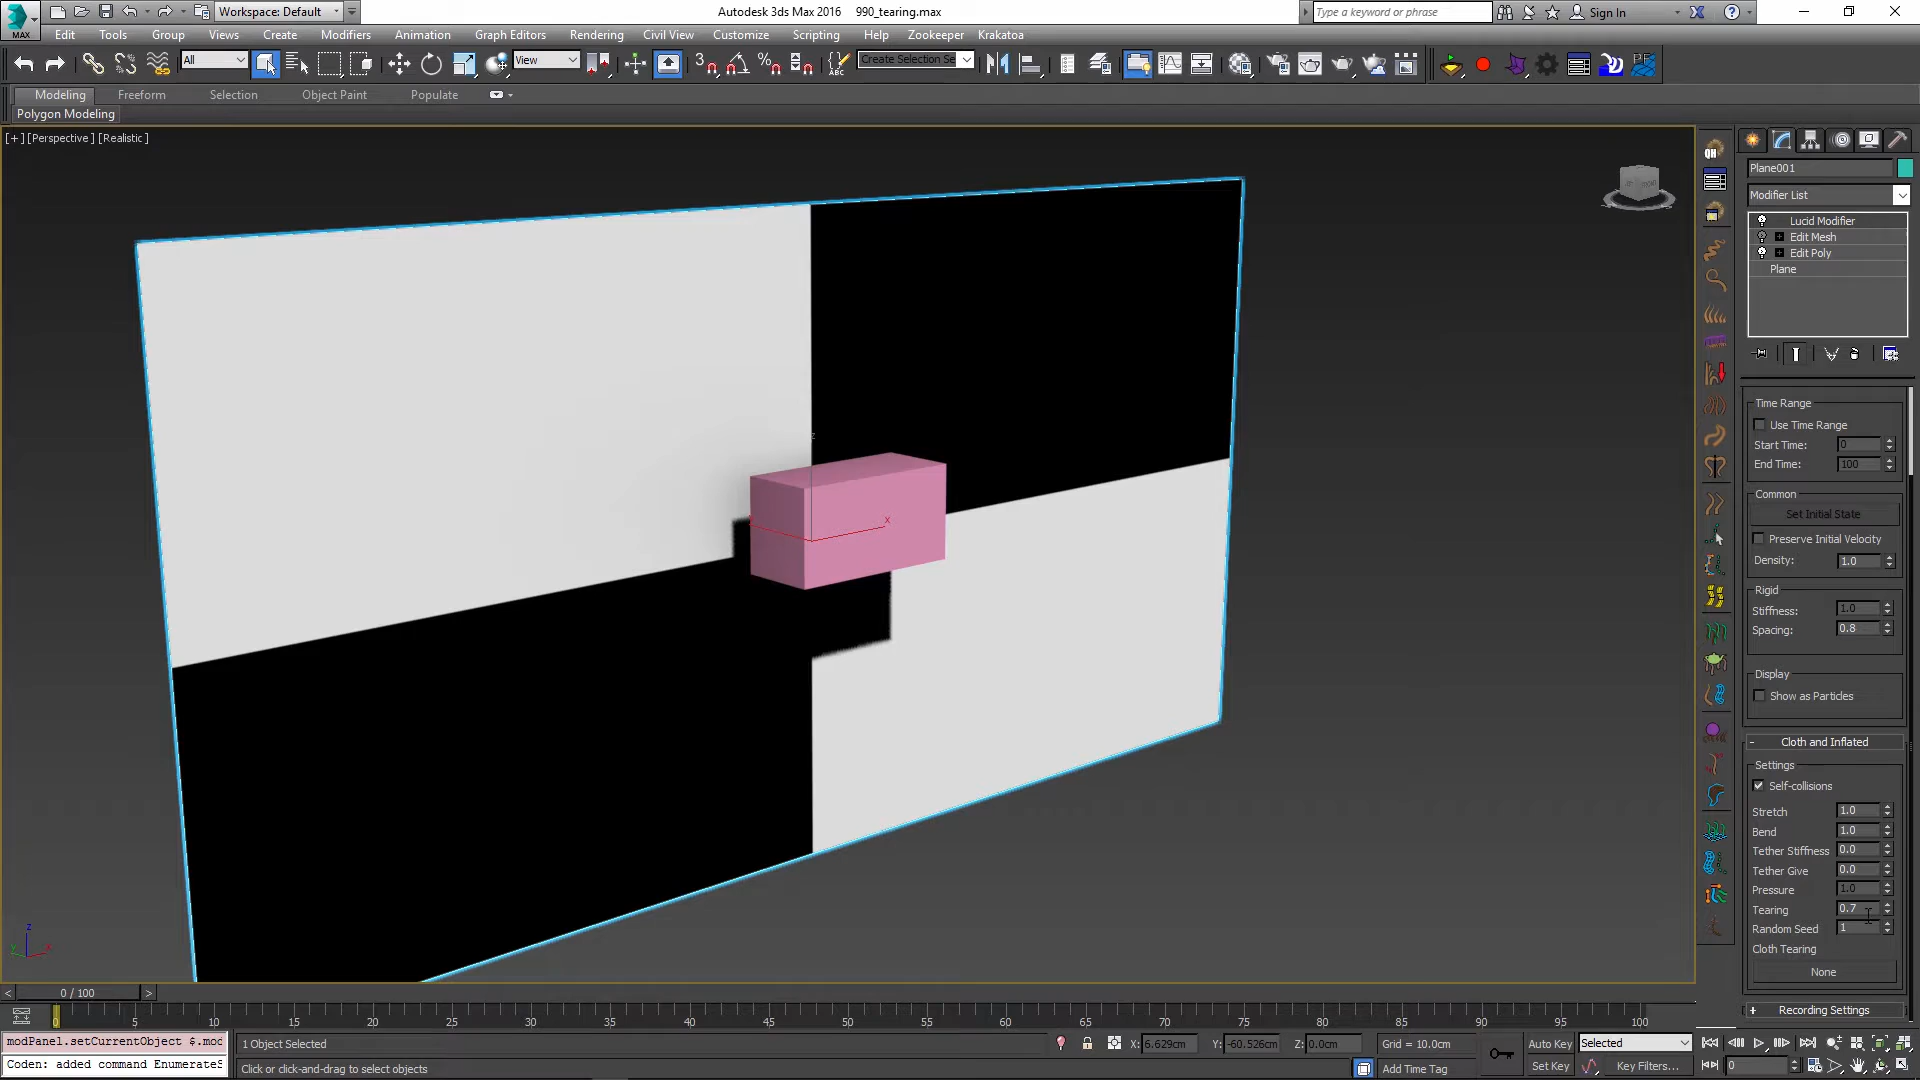 Workspace: Default
Autodesk 3ds Max 2016 990_tearing.max
Type a keyword or phrase
Sign In
MAX
Edit Tools Group Views Create Modifiers Animation Graph Editors Rendering Civil View Customize Scripting Help Zookeeper Krakatoa
All
View
3
ABC
Create Selection Se
PF
Modeling Freeform Selection Object Paint Populate
Polygon Modeling
[+] [Perspective] [Realistic]
QH
Plane001
Modifier List
Lucid Modifier
Edit Mesh
Edit Poly
Plane
Time Range
Use Time Range
Start Time: 0
End Time: 100
Common
Set Initial State
Preserve Initial Velocity
Density: 1.0
Rigid
Stiffness: 1.0
Spacing: 0.8
Display
Show as Particles
- Cloth and Inflated
Settings
Self-collisions
Stretch 1.0
Bend 1.0
Tether Stiffness 0.0
Tether Give 0.0
Pressure 1.0
Tearing 0.7
Random Seed 1
Cloth Tearing
None
+ Recording Settings
z
x
z
y x
< 0 / 100 >
0 5 10 15 20 25 30 35 40 45 50 55 60 65 70 75 80 85 90 95 100
modPanel.setCurrentObject $.mod
Coden: added command EnumerateS
1 Object Selected
Click or click-and-drag to select objects
X: 6.629cm Y: -60.526cm Z: 0.0cm
Grid = 10.0cm
Add Time Tag
Auto Key Selected
Set Key Key Filters...
0